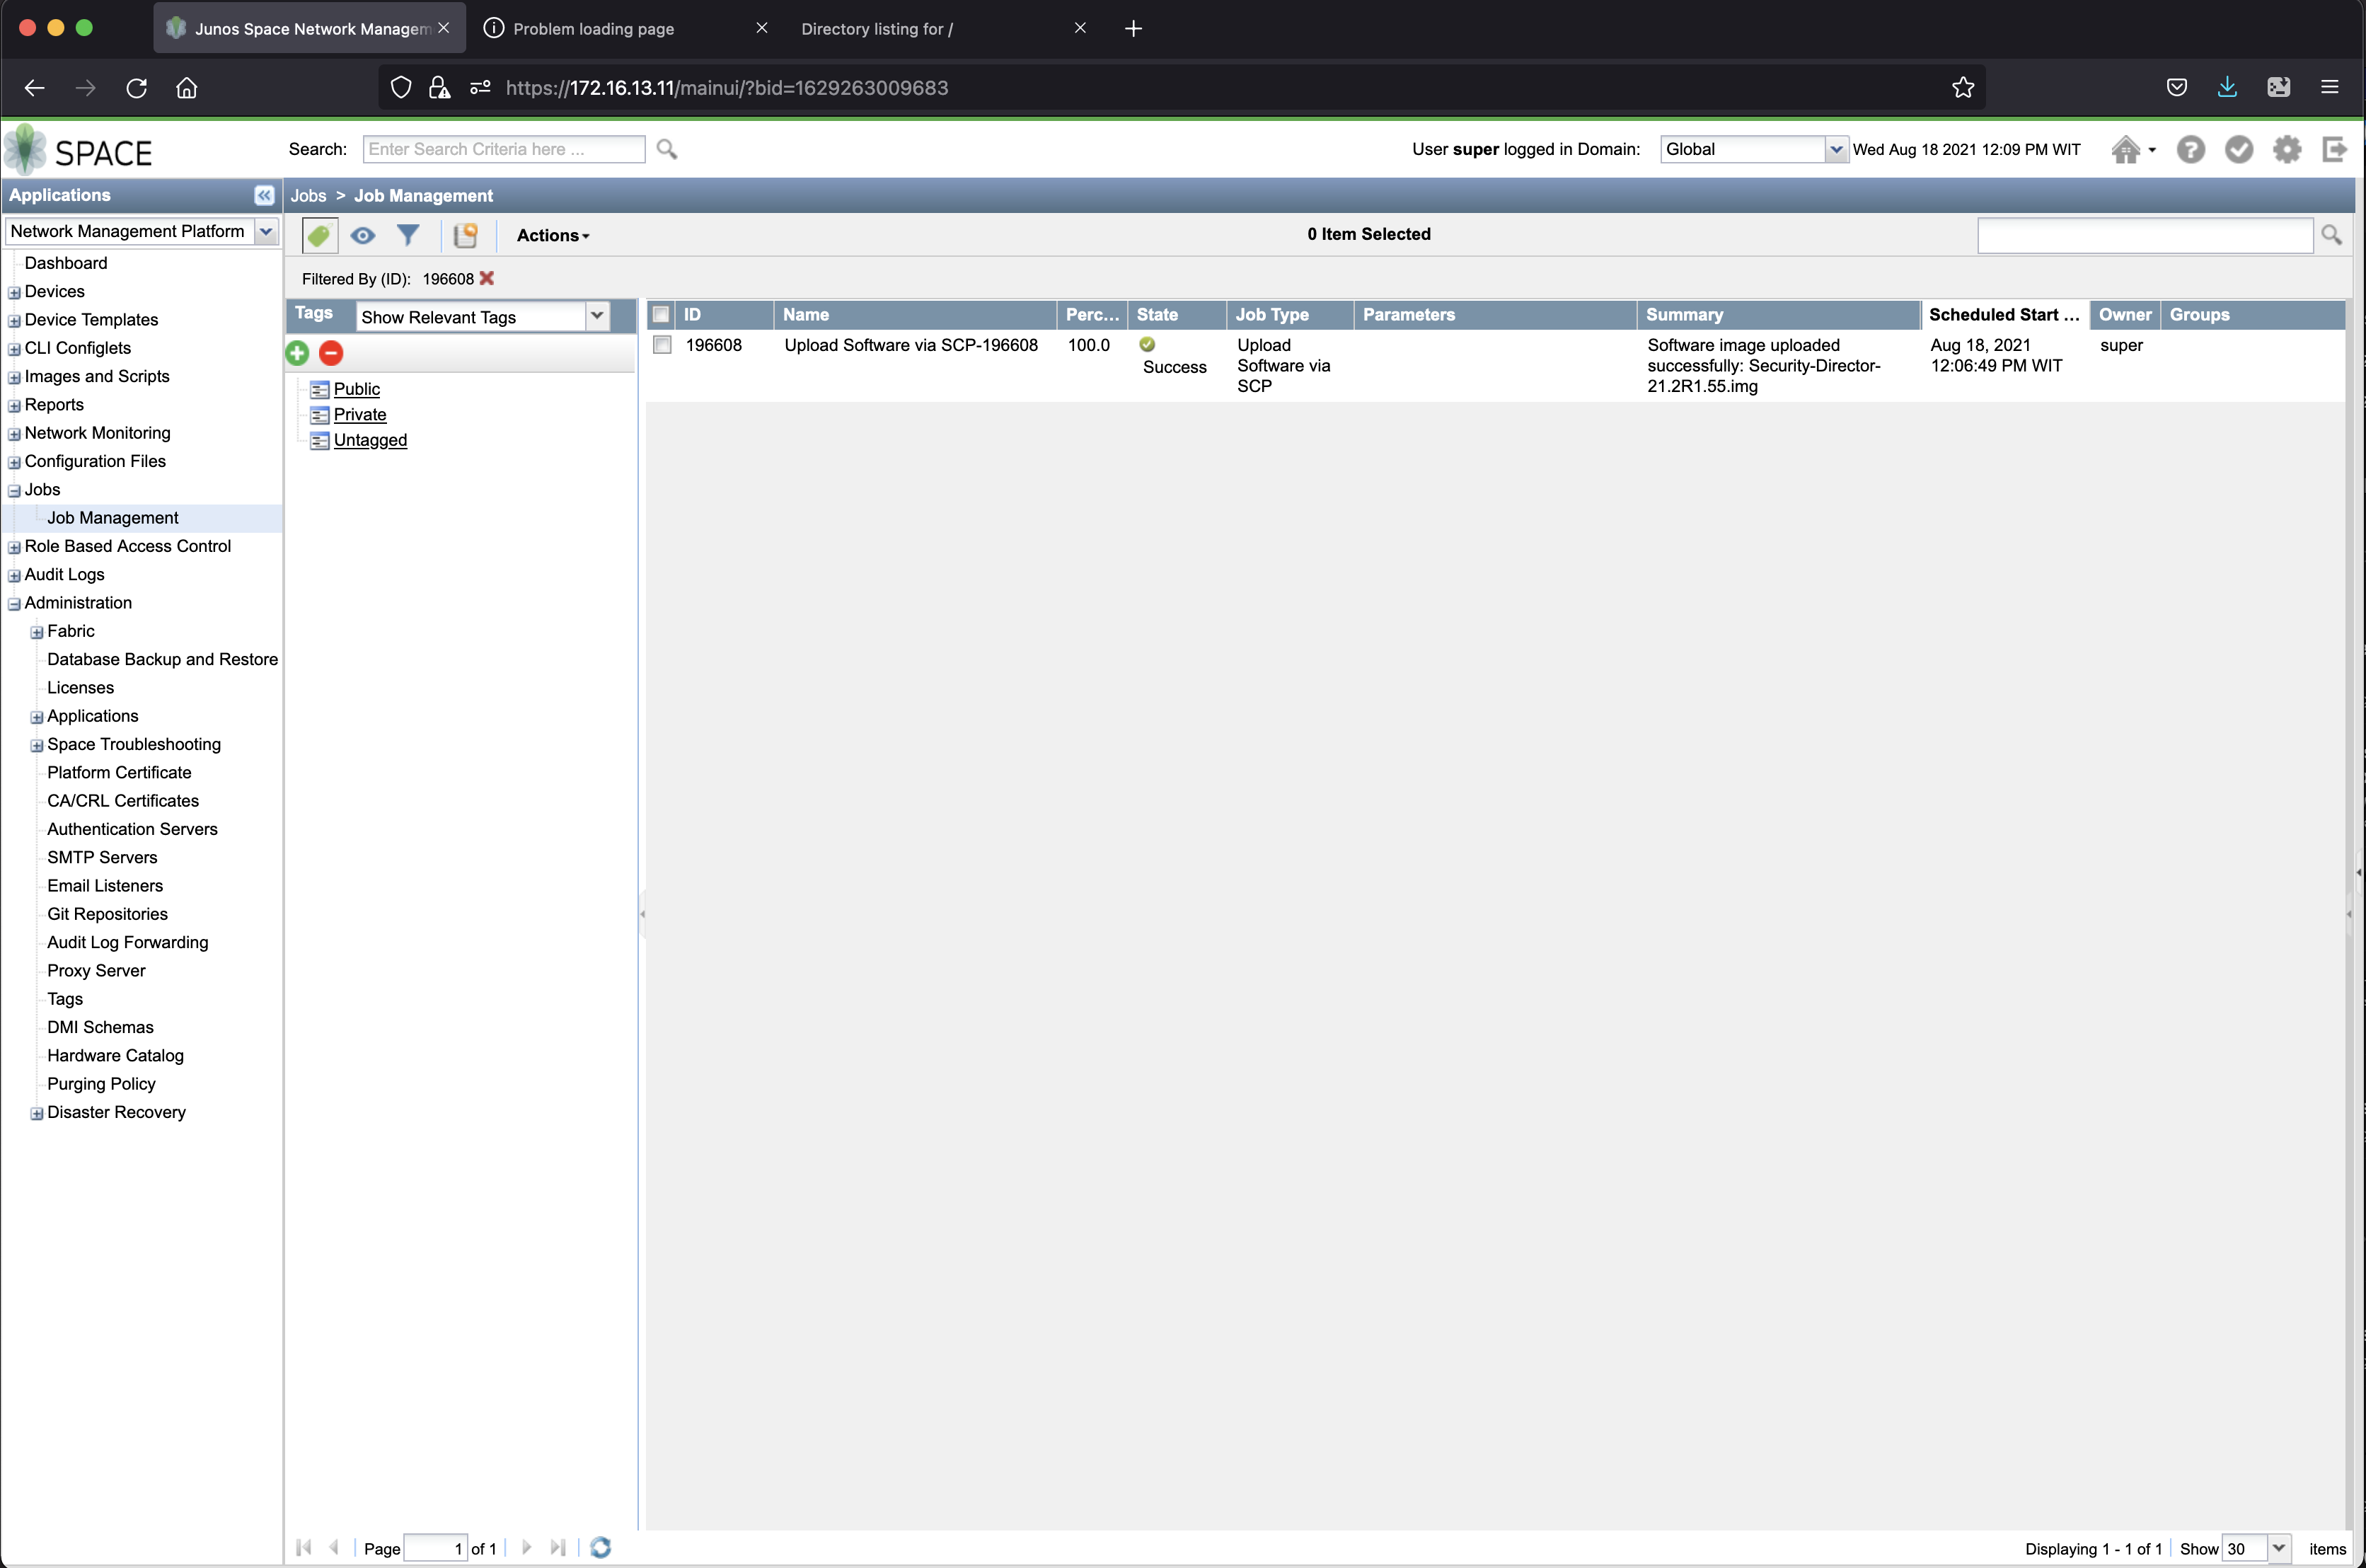 Junos Space Network Managem
Problem loading page
Directory listing for /
https://172.16.13.11/mainui/?bid=1629263009683
SPACE
Search: Enter Search Criteria here ...
User super logged in Domain: Global Wed Aug 18 2021 12:09 PM WIT
Applications
Jobs > Job Management
Network Management Platform
Actions
0 Item Selected
Filtered By (ID): 196608
Dashboard
Devices
Device Templates
CLI Configlets
Images and Scripts
Reports
Network Monitoring
Configuration Files
Jobs
Job Management
Role Based Access Control
Audit Logs
Administration
Fabric
Database Backup and Restore
Licenses
Applications
Space Troubleshooting
Platform Certificate
CA/CRL Certificates
Authentication Servers
SMTP Servers
Email Listeners
Git Repositories
Audit Log Forwarding
Proxy Server
Tags
DMI Schemas
Hardware Catalog
Purging Policy
Disaster Recovery
Tags Show Relevant Tags
Public
Private
Untagged
ID Name Perc... State Job Type Parameters Summary Scheduled Start ... Owner Groups
196608 Upload Software via SCP-196608 100.0
Success
Upload
Software via
SCP
Software image uploaded
successfully: Security-Director-
21.2R1.55.img
Aug 18, 2021
12:06:49 PM WIT
super
Page 1 of 1
Displaying 1 - 1 of 1 Show 30 items